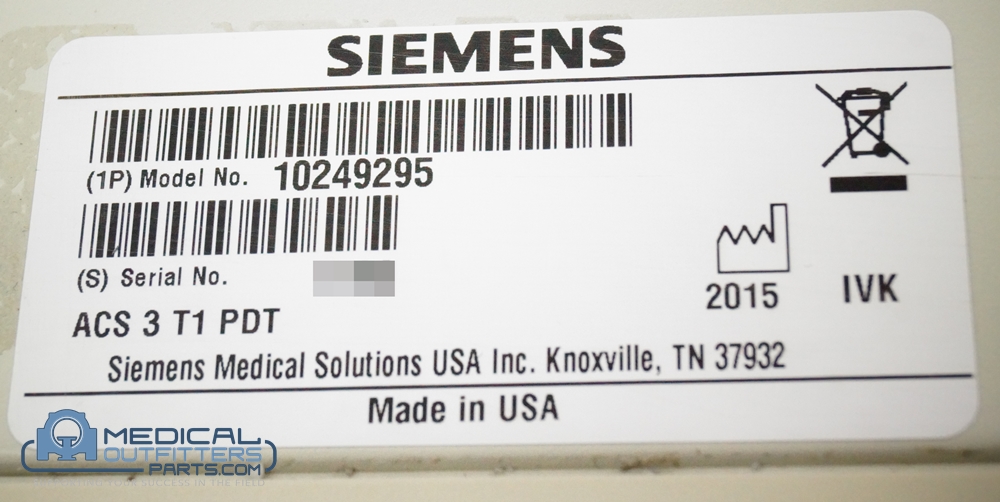 SIEMENS
(1P) Model No. 10249295
(S) Serial No.
2015 IVK
ACS 3 T1 PDT
Siemens Medical Solutions USA Inc. Knoxville, TN 37932
Made in USA
MEDICAL
OUTFITTERS
PARTS.COM